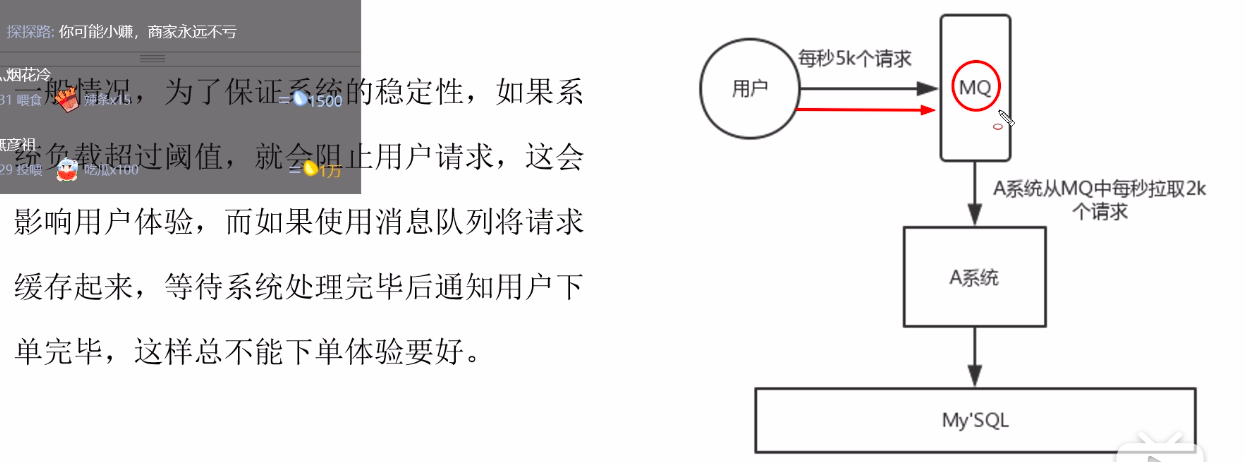 探探路: 你可能小赚，商家永远不亏
烟花冷
31 喂食 辣条x15 =1500
無彦祖
29 投喂 吃瓜x100 =1万
一般情况，为了保证系统的稳定性，如果系
统负载超过阈值，就会阻止用户请求，这会
影响用户体验，而如果使用消息队列将请求
缓存起来，等待系统处理完毕后通知用户下
单完毕，这样总不能下单体验要好。
用户
每秒5k个请求
MQ
A系统从MQ中每秒拉取2k
个请求
A系统
My'SQL